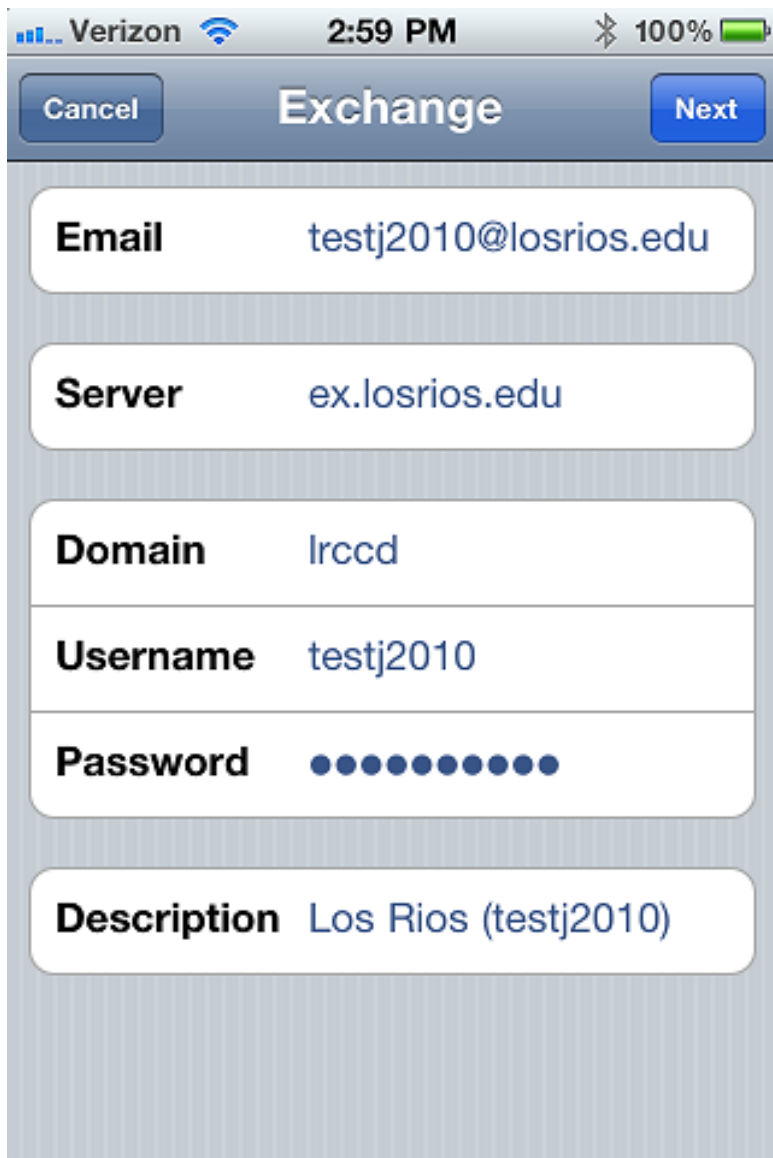 Verizon 2:59 PM 100%
Cancel Exchange Next
Email testj2010@losrios.edu
Server ex.losrios.edu
Domain lrccd
Username testj2010
Password ●●●●●●●●●●
Description Los Rios (testj2010)